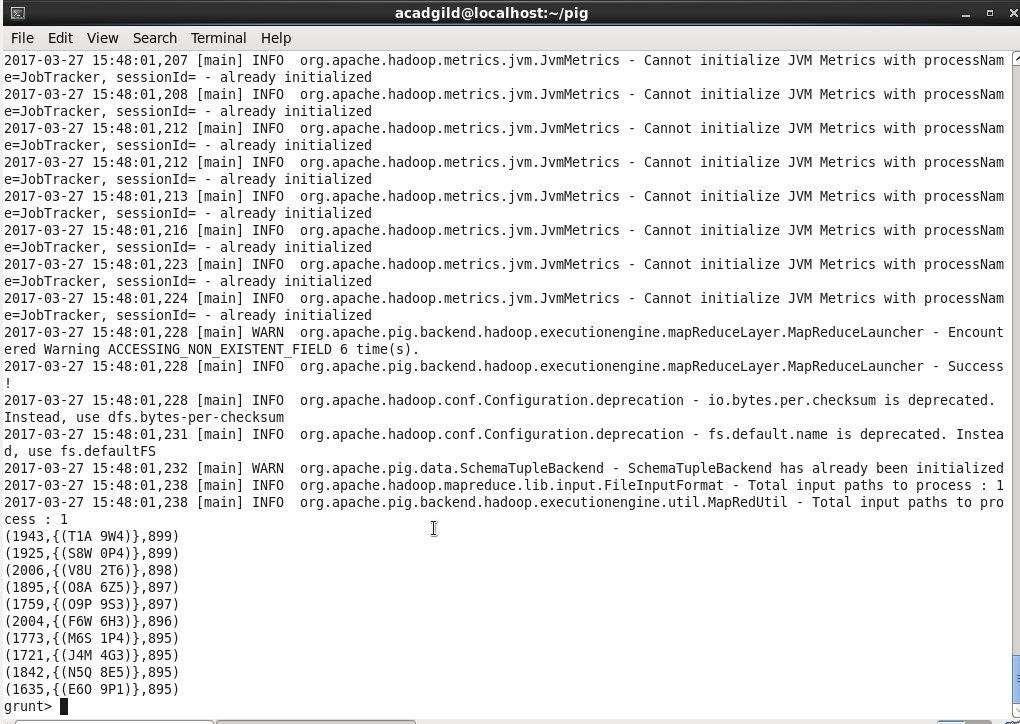 acadgild@localhost:~/pig
File Edit View Search Terminal Help
2017-03-27 15:48:01,207 [main] INFO  org.apache.hadoop.metrics.jvm.JvmMetrics - Cannot initialize JVM Metrics with processNam
e=JobTracker, sessionId= - already initialized
2017-03-27 15:48:01,208 [main] INFO  org.apache.hadoop.metrics.jvm.JvmMetrics - Cannot initialize JVM Metrics with processNam
e=JobTracker, sessionId= - already initialized
2017-03-27 15:48:01,212 [main] INFO  org.apache.hadoop.metrics.jvm.JvmMetrics - Cannot initialize JVM Metrics with processNam
e=JobTracker, sessionId= - already initialized
2017-03-27 15:48:01,212 [main] INFO  org.apache.hadoop.metrics.jvm.JvmMetrics - Cannot initialize JVM Metrics with processNam
e=JobTracker, sessionId= - already initialized
2017-03-27 15:48:01,213 [main] INFO  org.apache.hadoop.metrics.jvm.JvmMetrics - Cannot initialize JVM Metrics with processNam
e=JobTracker, sessionId= - already initialized
2017-03-27 15:48:01,216 [main] INFO  org.apache.hadoop.metrics.jvm.JvmMetrics - Cannot initialize JVM Metrics with processNam
e=JobTracker, sessionId= - already initialized
2017-03-27 15:48:01,223 [main] INFO  org.apache.hadoop.metrics.jvm.JvmMetrics - Cannot initialize JVM Metrics with processNam
e=JobTracker, sessionId= - already initialized
2017-03-27 15:48:01,224 [main] INFO  org.apache.hadoop.metrics.jvm.JvmMetrics - Cannot initialize JVM Metrics with processNam
e=JobTracker, sessionId= - already initialized
2017-03-27 15:48:01,228 [main] WARN  org.apache.pig.backend.hadoop.executionengine.mapReduceLayer.MapReduceLauncher - Encount
ered Warning ACCESSING_NON_EXISTENT_FIELD 6 time(s).
2017-03-27 15:48:01,228 [main] INFO  org.apache.pig.backend.hadoop.executionengine.mapReduceLayer.MapReduceLauncher - Success
!
2017-03-27 15:48:01,228 [main] INFO  org.apache.hadoop.conf.Configuration.deprecation - io.bytes.per.checksum is deprecated.
Instead, use dfs.bytes-per-checksum
2017-03-27 15:48:01,231 [main] INFO  org.apache.hadoop.conf.Configuration.deprecation - fs.default.name is deprecated. Instea
d, use fs.defaultFS
2017-03-27 15:48:01,232 [main] WARN  org.apache.pig.data.SchemaTupleBackend - SchemaTupleBackend has already been initialized
2017-03-27 15:48:01,238 [main] INFO  org.apache.hadoop.mapreduce.lib.input.FileInputFormat - Total input paths to process : 1
2017-03-27 15:48:01,238 [main] INFO  org.apache.pig.backend.hadoop.executionengine.util.MapRedUtil - Total input paths to pro
cess : 1
(1943,{(T1A 9W4)},899)
(1925,{(S8W 0P4)},899)
(2006,{(V8U 2T6)},898)
(1895,{(O8A 6Z5)},897)
(1759,{(O9P 9S3)},897)
(2004,{(F6W 6H3)},896)
(1773,{(M6S 1P4)},895)
(1721,{(J4M 4G3)},895)
(1842,{(N5Q 8E5)},895)
(1635,{(E6O 9P1)},895)
grunt>